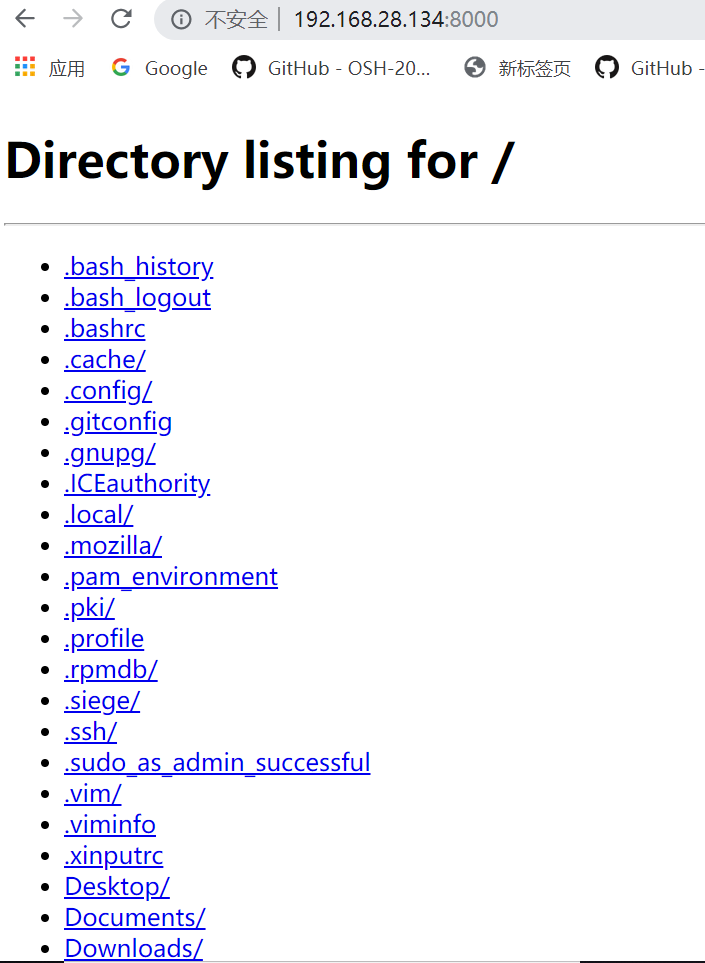 不安全 | 192.168.28.134:8000
应用 Google GitHub - OSH-20... 新标签页 GitHub -
Directory listing for /
.bash_history
.bash_logout
.bashrc
.cache/
.config/
.gitconfig
.gnupg/
.ICEauthority
.local/
.mozilla/
.pam_environment
.pki/
.profile
.rpmdb/
.siege/
.ssh/
.sudo_as_admin_successful
.vim/
.viminfo
.xinputrc
Desktop/
Documents/
Downloads/